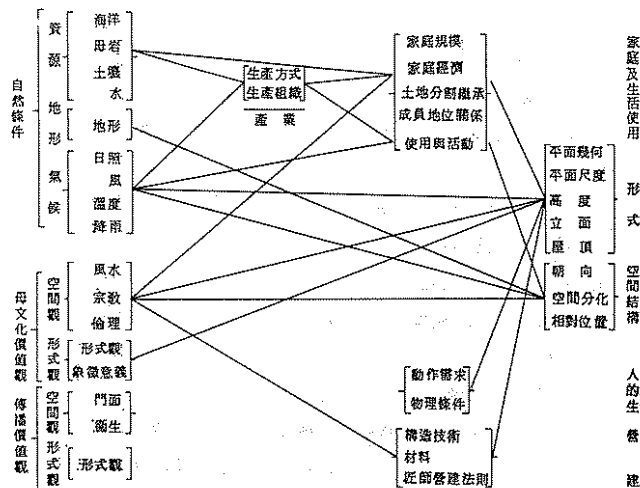 自然條件
資源
海洋
母岩
土壤
水
地形
地形
氣候
日照
風
溫度
降雨
母文化價值觀
空間觀
風水
宗教
倫理
形式觀
形式觀
象徵意義
傳播價值觀
空間觀
門面
衛生
形式觀
形式觀
生產方式
生產組織
產業
家庭規模
家庭經濟
土地分割繼承
成員地位關係
使用與活動
動作需求
物理條件
構造技術
材料
匠師營建法則
平面幾何
平面尺度
高度
立面
屋頂
朝向
空間分化
相對位置
家庭及生活使用
形式
空間結構
人的生
營建